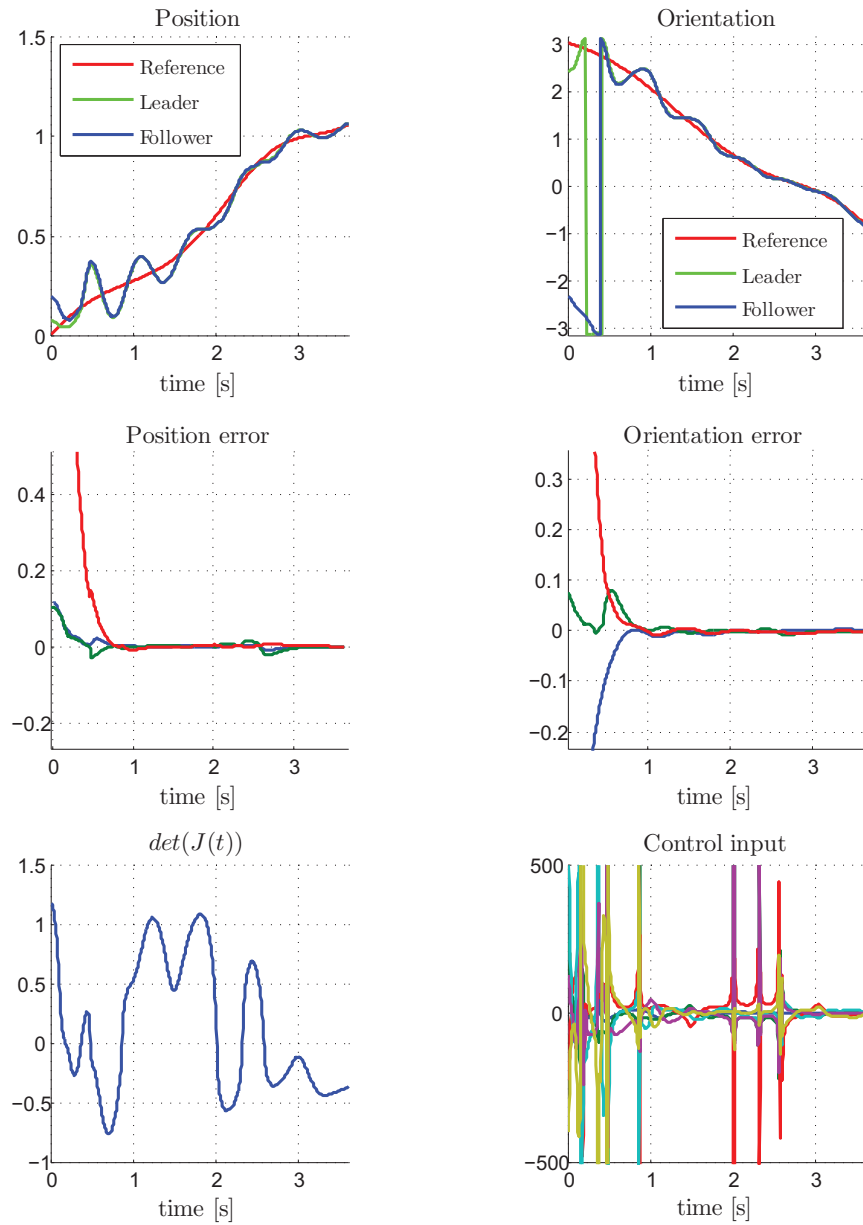 Position
1.5
1
0.5
0
Reference
Leader
Follower
0 1 2 3
time [s]
Orientation
3
2
1
0
−1
−2
−3
Reference
Leader
Follower
0 1 2 3
time [s]
Position error
0.4
0.2
0
−0.2
0 1 2 3
time [s]
Orientation error
0.3
0.2
0.1
0
−0.1
−0.2
0 1 2 3
time [s]
det(J(t))
1.5
1
0.5
0
−0.5
−1
0 1 2 3
time [s]
Control input
500
0
−500
0 1 2 3
time [s]